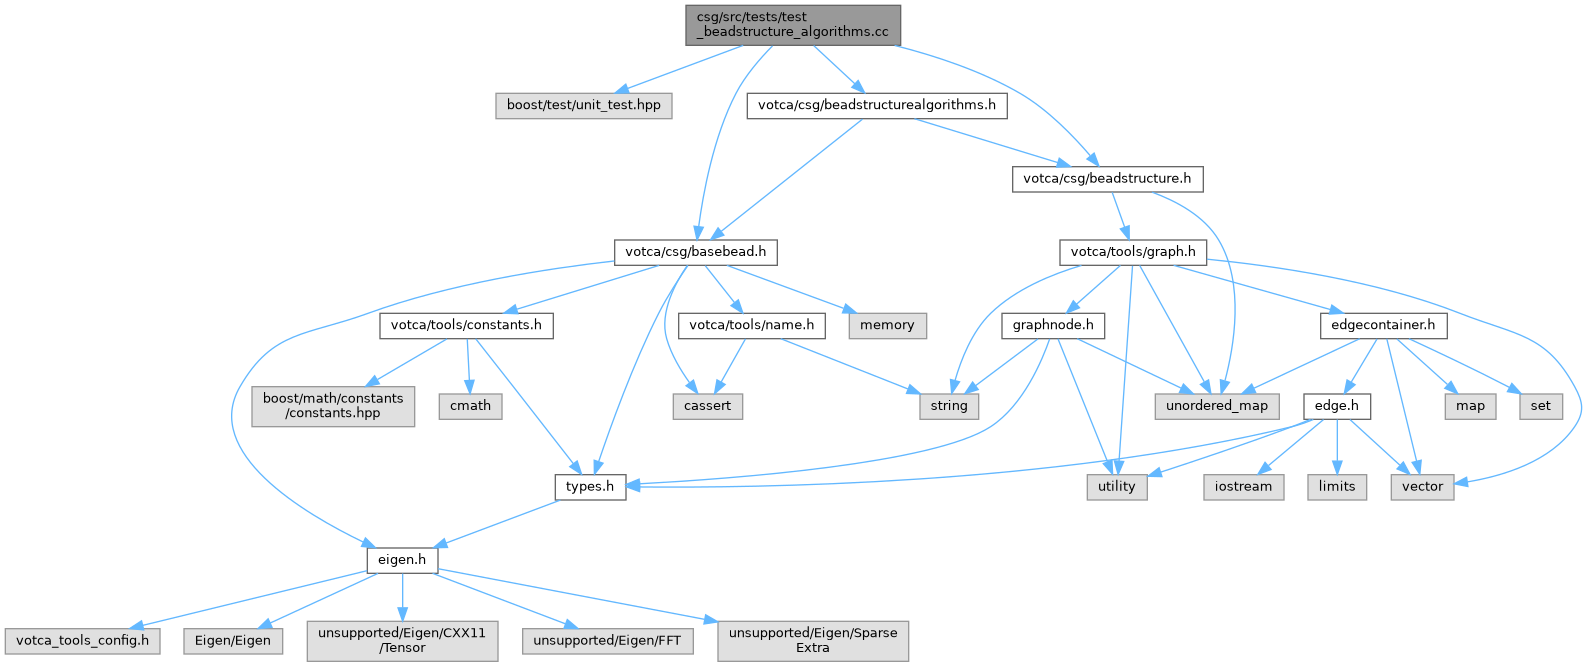 csg/src/tests/test
_beadstructure_algorithms.cc
boost/test/unit_test.hpp
votca/csg/beadstructurealgorithms.h
votca/csg/beadstructure.h
votca/csg/basebead.h
votca/tools/graph.h
votca/tools/constants.h
votca/tools/name.h
memory
graphnode.h
edgecontainer.h
boost/math/constants
/constants.hpp
cmath
cassert
string
unordered_map
edge.h
map
set
types.h
utility
iostream
limits
vector
eigen.h
votca_tools_config.h
Eigen/Eigen
unsupported/Eigen/CXX11
/Tensor
unsupported/Eigen/FFT
unsupported/Eigen/Sparse
Extra